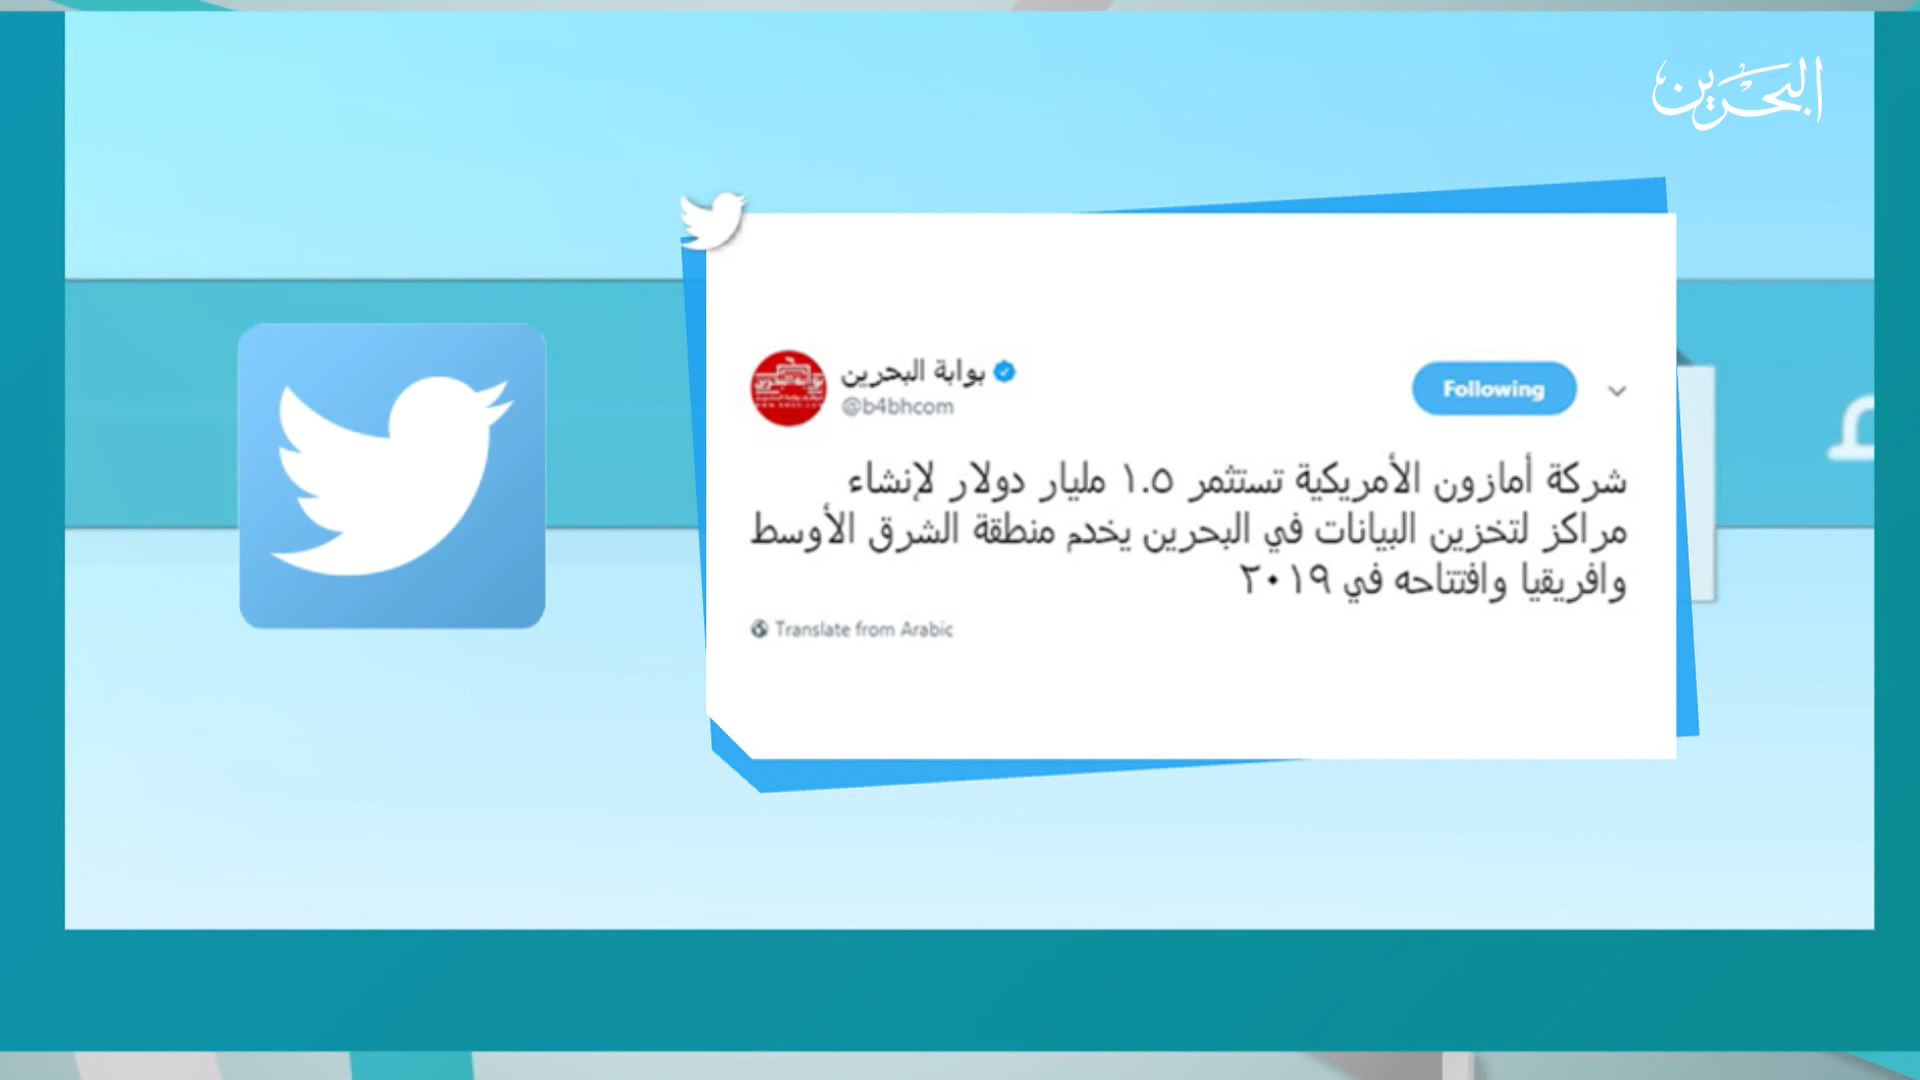 البحرين
بوابة البحرين
@b4bhcom
Following
شركة أمازون الأمريكية تستثمر ١.٥ مليار دولار لإنشاء
مراكز لتخزين البيانات في البحرين يخدم منطقة الشرق الأوسط
وافريقيا وافتتاحه في ٢٠١٩
Translate from Arabic